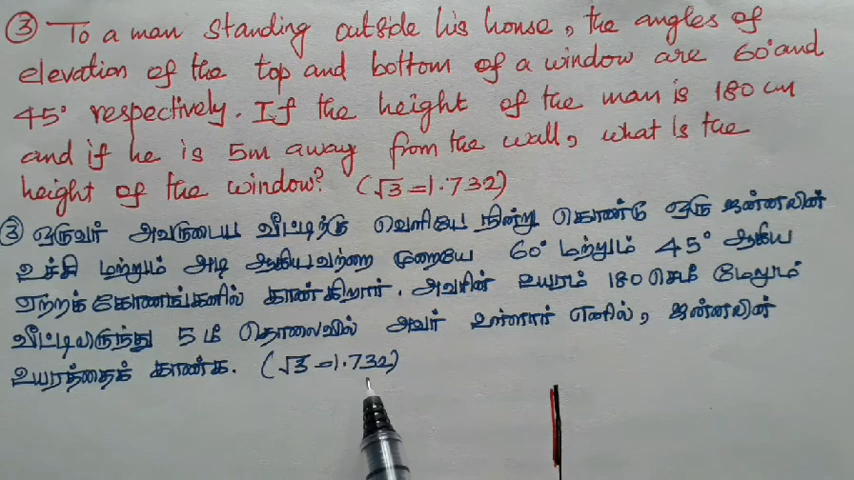 ③ To a man standing outside his house, the angles of
elevation of the top and bottom of a window are 60° and
45° respectively. If the height of the man is 180 cm
and if he is 5m away from the wall, what is the
height of the window? (√3=1.732)
③ ஒருவர் அவருடைய வீட்டிற்கு வெளியே நின்று கொண்டு ஒரு ஜன்னலின்
உச்சி மற்றும் அடி ஆகியவற்றை முறையே 60° மற்றும் 45° ஆகிய
ஏற்றக்கோணங்களில் காண்கிறார். அவரின் உயரம் 180 செமீ மேலும்
வீட்டிலிருந்து 5 மீ தொலைவில் அவர் உள்ளார் எனில், ஜன்னலின்
உயரத்தைக் காண்க. (√3=1.732)